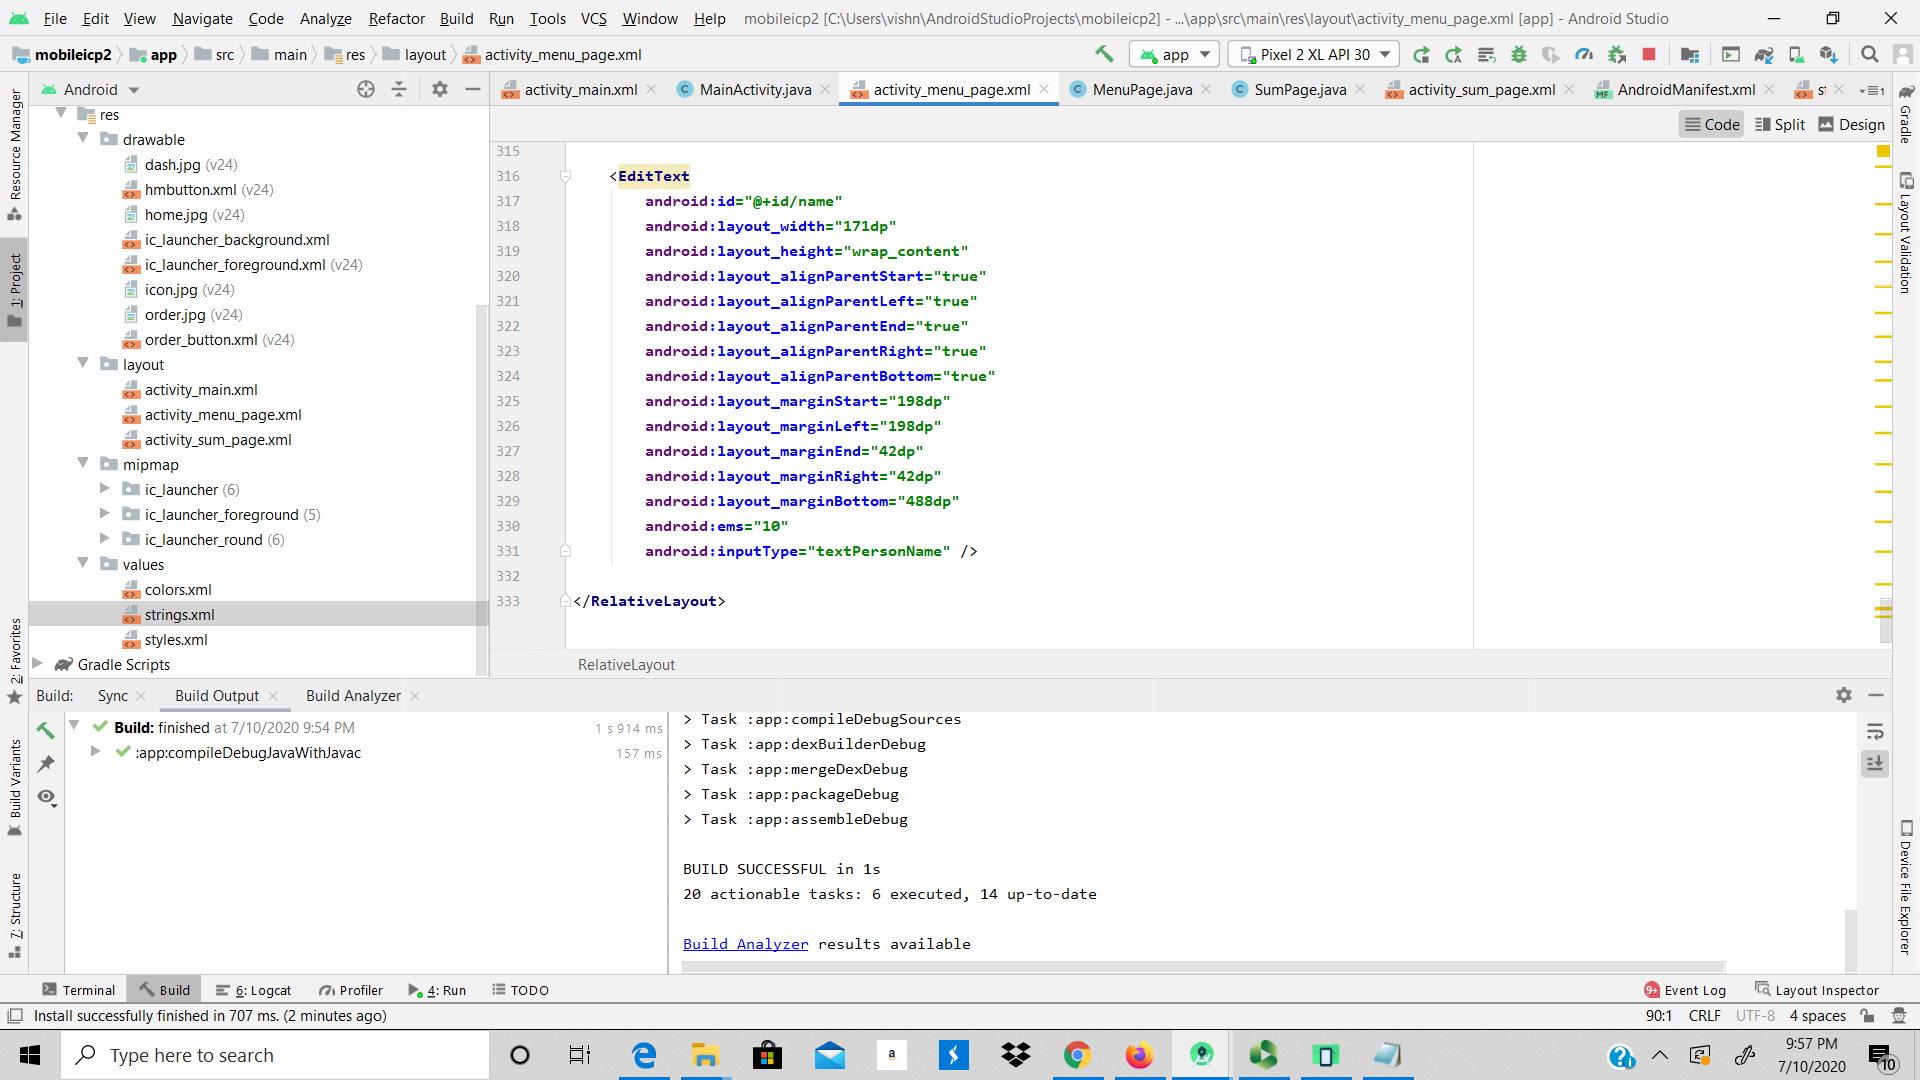 File Edit View Navigate Code Analyze Refactor Build Run Tools VCS Window Help mobileicp2 [C:\Users\vishn\AndroidStudioProjects\mobileicp2] - ...\app\src\main\res\layout\activity_menu_page.xml [app] - Android Studio
mobileicp2 app src main res layout activity_menu_page.xml app Pixel 2 XL API 30
Android
activity_main.xml MainActivity.java activity_menu_page.xml MenuPage.java SumPage.java activity_sum_page.xml AndroidManifest.xml
Code Split Design
Resource Manager
1: Project
2: Favorites
Build Variants
7: Structure
Gradle
Layout Validation
Device File Explorer
res
drawable
dash.jpg (v24)
hmbutton.xml (v24)
home.jpg (v24)
ic_launcher_background.xml
ic_launcher_foreground.xml (v24)
icon.jpg (v24)
order.jpg (v24)
order_button.xml (v24)
layout
activity_main.xml
activity_menu_page.xml
activity_sum_page.xml
mipmap
ic_launcher (6)
ic_launcher_foreground (5)
ic_launcher_round (6)
values
colors.xml
strings.xml
styles.xml
Gradle Scripts
315
316 <EditText
317 android:id="@+id/name"
318 android:layout_width="171dp"
319 android:layout_height="wrap_content"
320 android:layout_alignParentStart="true"
321 android:layout_alignParentLeft="true"
322 android:layout_alignParentEnd="true"
323 android:layout_alignParentRight="true"
324 android:layout_alignParentBottom="true"
325 android:layout_marginStart="198dp"
326 android:layout_marginLeft="198dp"
327 android:layout_marginEnd="42dp"
328 android:layout_marginRight="42dp"
329 android:layout_marginBottom="488dp"
330 android:ems="10"
331 android:inputType="textPersonName" />
332
333 </RelativeLayout>
RelativeLayout
Build: Sync Build Output Build Analyzer
Build: finished at 7/10/2020 9:54 PM 1 s 914 ms
:app:compileDebugJavaWithJavac 157 ms
> Task :app:compileDebugSources
> Task :app:dexBuilderDebug
> Task :app:mergeDexDebug
> Task :app:packageDebug
> Task :app:assembleDebug
BUILD SUCCESSFUL in 1s
20 actionable tasks: 6 executed, 14 up-to-date
Build Analyzer results available
Terminal Build 6: Logcat Profiler 4: Run TODO 9+ Event Log Layout Inspector
Install successfully finished in 707 ms. (2 minutes ago) 90:1 CRLF UTF-8 4 spaces
Type here to search
9:57 PM
7/10/2020
10